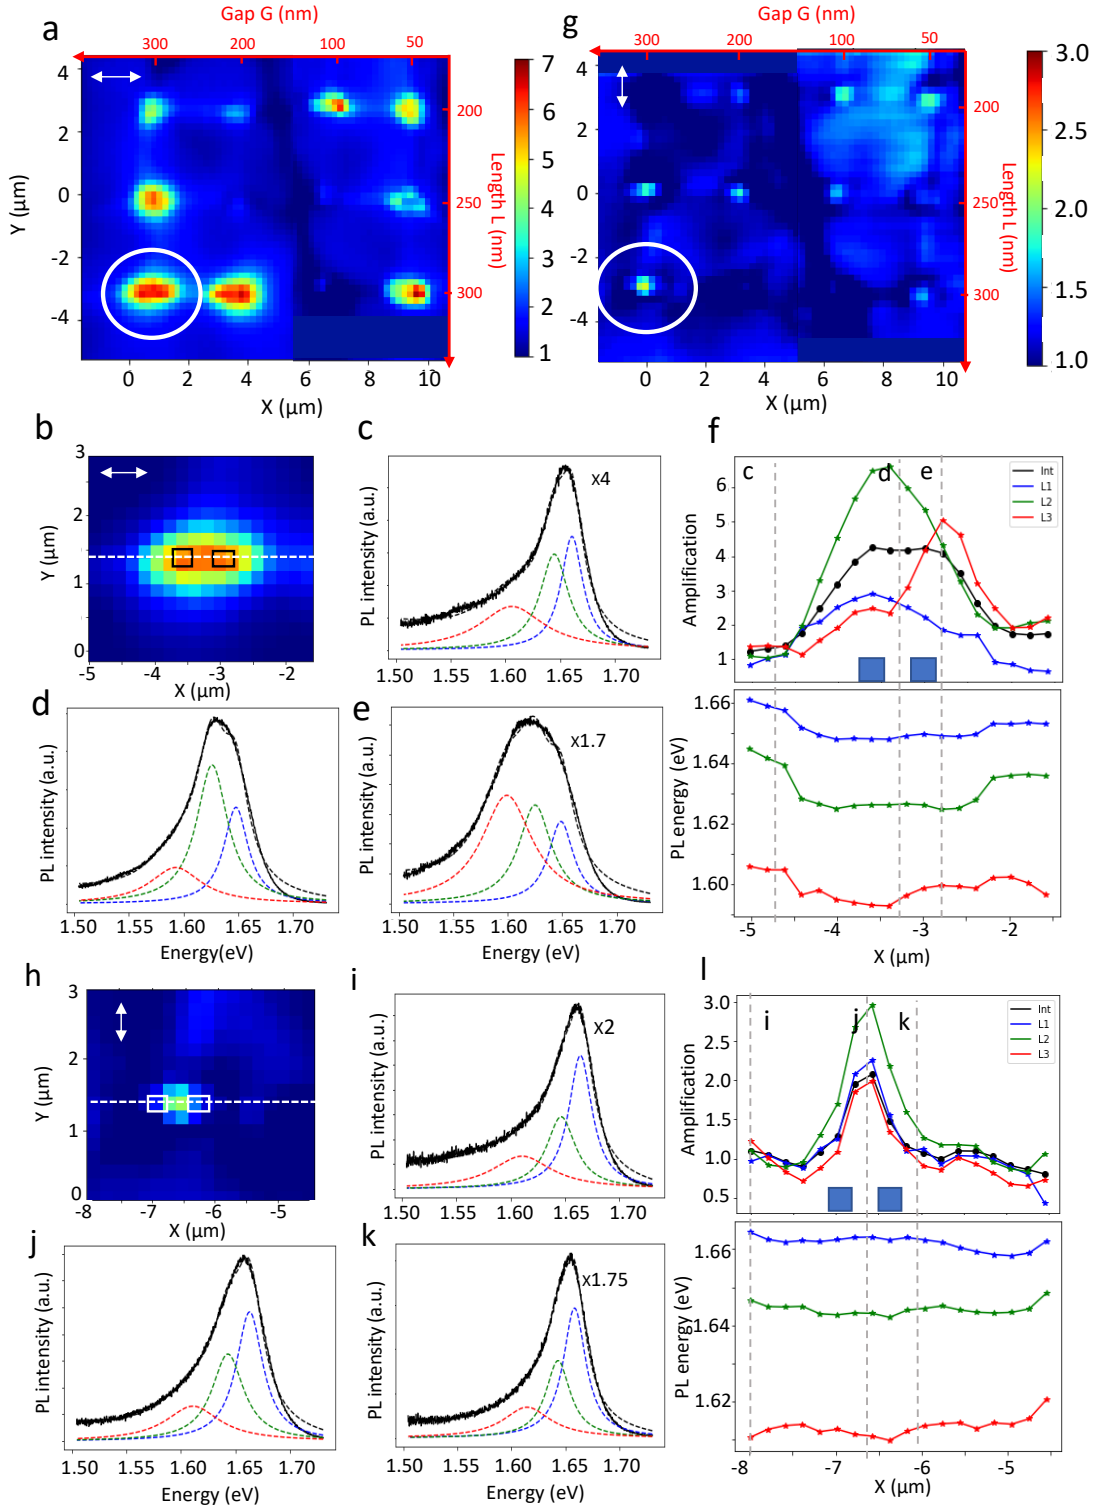 a
Gap G (nm)
300 200 100 50
4
2
0
-2
-4
Y (µm)
0 2 4 6 8 10
X (µm)
200
250
300
Length L (nm)
7
6
5
4
3
2
1
g
Gap G (nm)
300 200 100 50
4
2
0
-2
-4
0 2 4 6 8 10
X (µm)
200
250
300
Length L (nm)
3.0
2.5
2.0
1.5
1.0
b
3
2
1
0
Y (µm)
-5 -4 -3 -2
X (µm)
c
x4
PL intensity (a.u.)
1.50 1.60 1.65 1.70
f
c d e
Int
L1
L2
L3
6
5
4
3
2
1
Amplification
1.66
1.64
1.62
1.60
PL energy (eV)
-5 -4 -3 -2
X (µm)
d
PL intensity (a.u.)
1.50 1.55 1.60 1.65 1.70
Energy(eV)
e
x1.7
PL intensity (a.u.)
1.50 1.55 1.60 1.65 1.70
Energy (eV)
h
3
2
1
0
Y (µm)
-8 -7 -6 -5
X (µm)
i
x2
PL intensity (a.u.)
1.50 1.55 1.60 1.65 1.70
l
i j k
Int
L1
L2
L3
3.0
2.5
2.0
1.5
1.0
0.5
Amplification
1.66
1.64
1.62
PL energy (eV)
-8 -7 -6 -5
X (µm)
j
PL intensity (a.u.)
1.50 1.55 1.60 1.65 1.70
Energy (eV)
k
x1.75
PL intensity (a.u.)
1.50 1.55 1.60 1.65 1.70
Energy (eV)